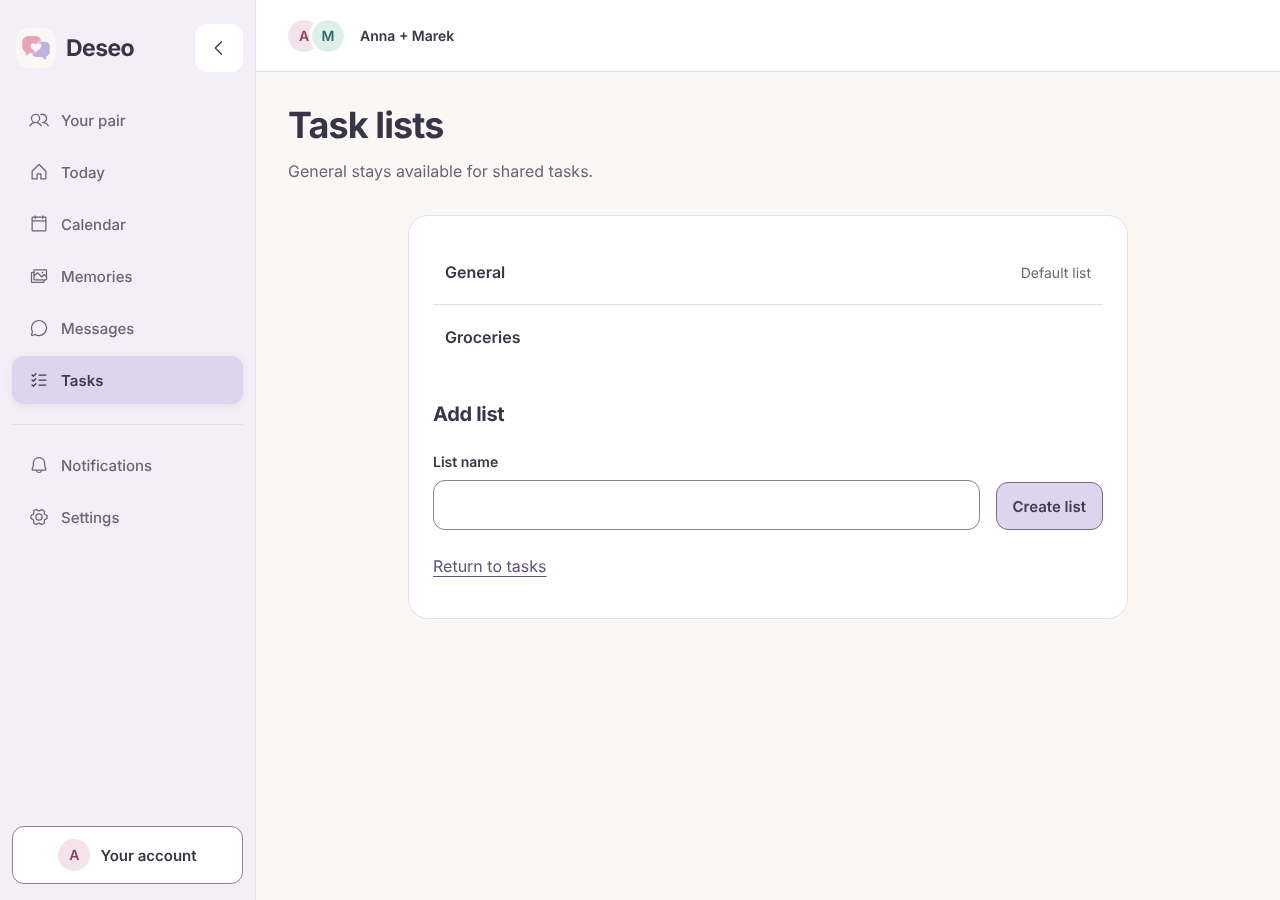 Deseo
Your pair
Today
Calendar
Memories
Messages
Tasks
Notifications
Settings
A Your account
A M Anna + Marek
Task lists
General stays available for shared tasks.
General Default list
Groceries
Add list
List name
Create list
Return to tasks